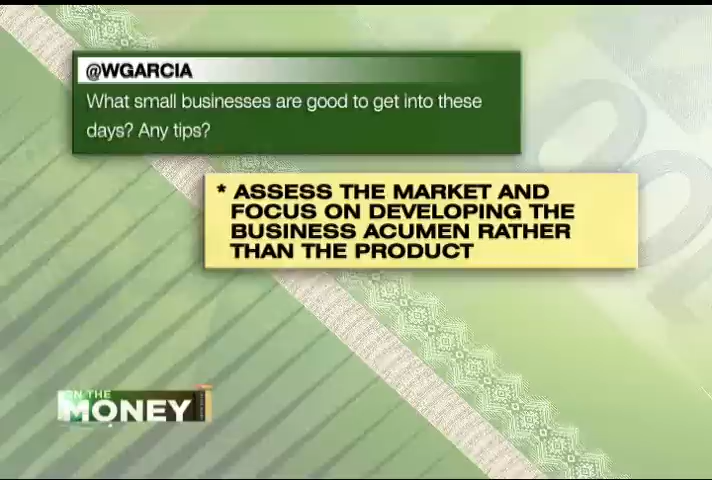 @WGARCIA
What small businesses are good to get into these
days? Any tips?
* ASSESS THE MARKET AND
FOCUS ON DEVELOPING THE
BUSINESS ACUMEN RATHER
THAN THE PRODUCT
ON THE
MONEY